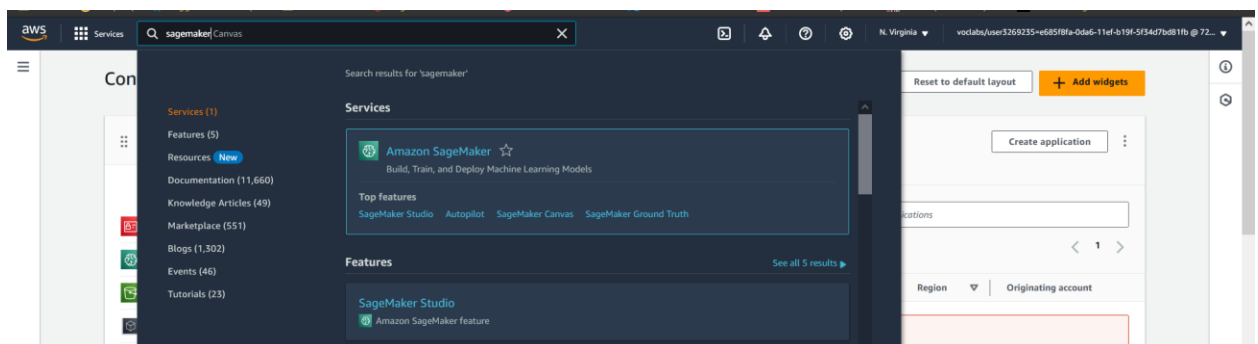 aws
Services
sagemaker Canvas
N. Virginia
voclabs/user3269235=e685f8fa-0da6-11ef-b19f-5f34d7bd81fb @ 72...
Con
Reset to default layout
Add widgets
Create application
Search results for 'sagemaker'
Services (1)
Features (5)
Resources New
Documentation (11,660)
Knowledge Articles (49)
Marketplace (551)
Blogs (1,302)
Events (46)
Tutorials (23)
Services
Amazon SageMaker
Build, Train, and Deploy Machine Learning Models
Top features
SageMaker Studio Autopilot SageMaker Canvas SageMaker Ground Truth
Features
See all 5 results
SageMaker Studio
Amazon SageMaker feature
ications
1
Region
Originating account